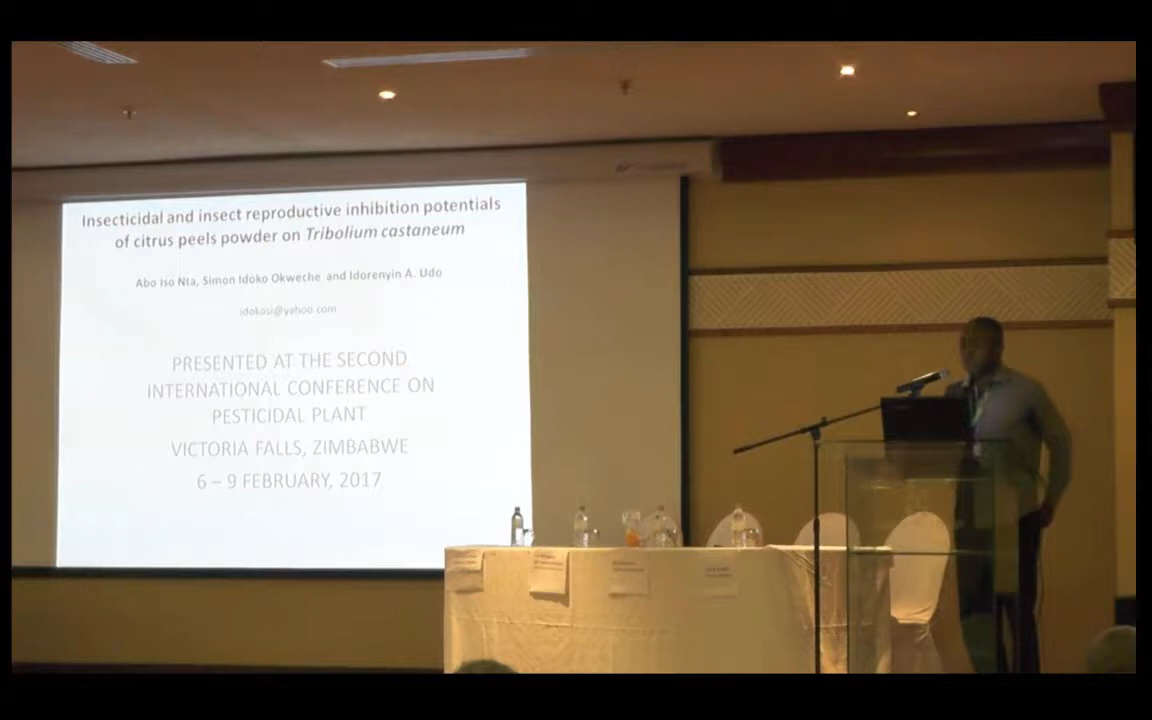 Insecticidal and insect reproductive inhibition potentials
of citrus peels powder on Tribolium castaneum
Abo Iso Nta, Simon Idoko Okweche and Idorenyin A. Udo
idokosi@yahoo.com
PRESENTED AT THE SECOND
INTERNATIONAL CONFERENCE ON
PESTICIDAL PLANT
VICTORIA FALLS, ZIMBABWE
6 – 9 FEBRUARY, 2017